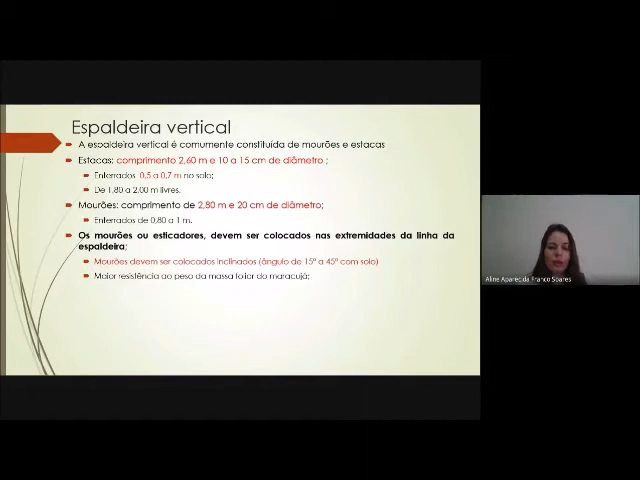 Espaldeira vertical
A espaldeira vertical é comumente constituída de mourões e estacas
Estacas: comprimento 2,60 m e 10 a 15 cm de diâmetro ;
Enterrados 0,5 a 0,7 m no solo;
De 1,80 a 2,00 m livres.
Mourões: comprimento de 2,80 m e 20 cm de diâmetro;
Enterrados de 0,80 a 1 m.
Os mourões ou esticadores, devem ser colocados nas extremidades da linha da
espaldeira;
Mourões devem ser colocados inclinados (ângulo de 15° a 45° com solo)
Maior resistência ao peso da massa foliar do maracujá;
Aline Aparecida Franco Soares